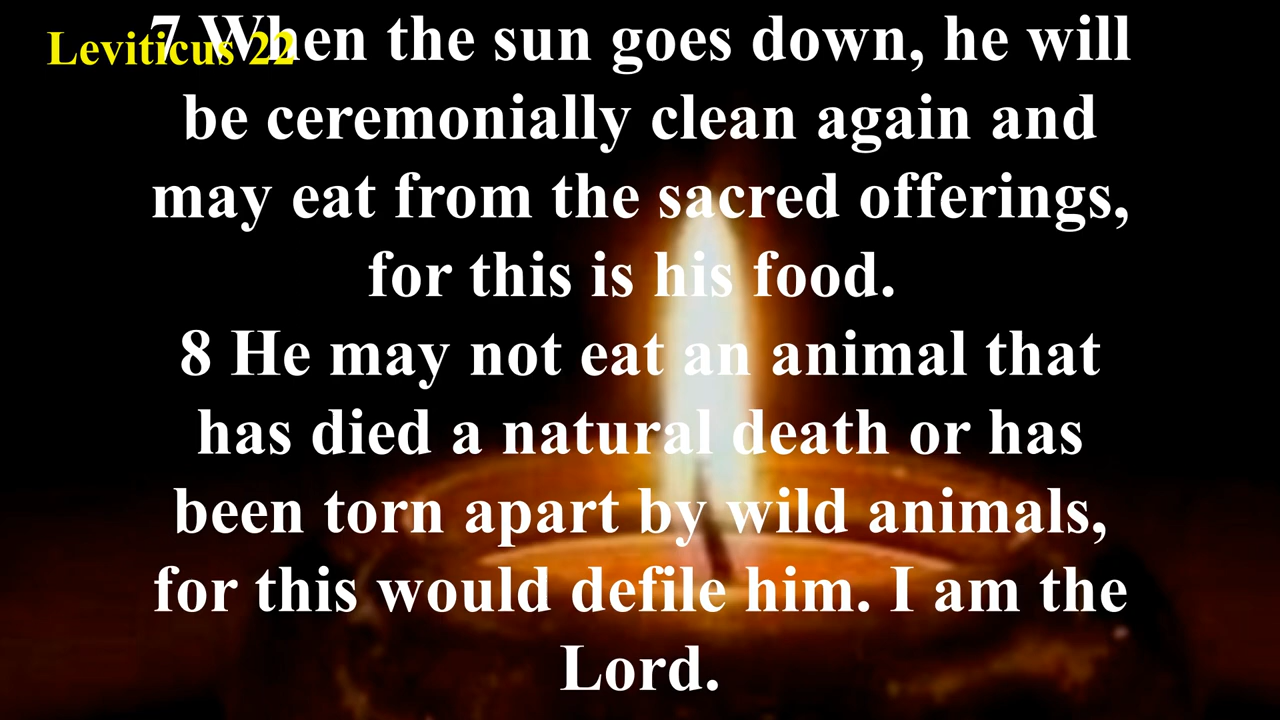 Leviticus 22
7 When the sun goes down, he will
be ceremonially clean again and
may eat from the sacred offerings,
for this is his food.
8 He may not eat an animal that
has died a natural death or has
been torn apart by wild animals,
for this would defile him. I am the
Lord.